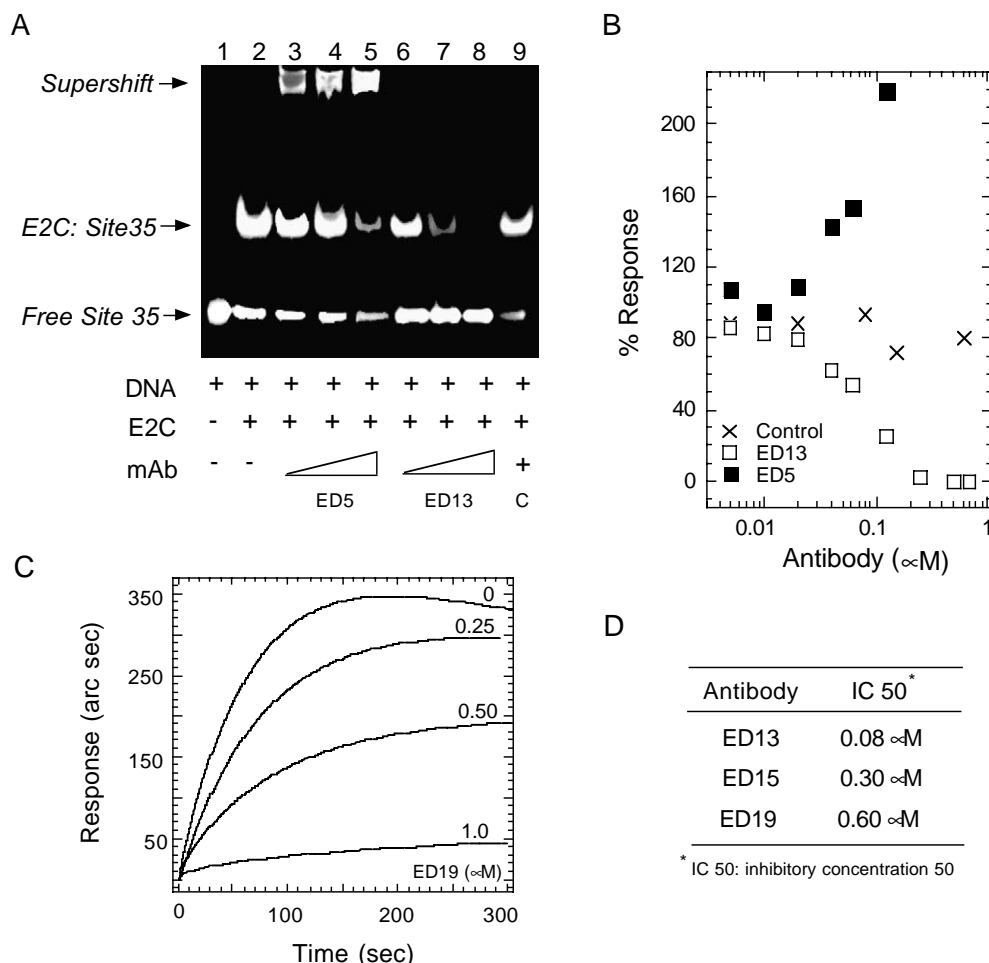 A
1 2 3 4 5 6 7 8 9
Supershift
E2C: Site35
Free Site 35
DNA + + + + + + + + +
E2C - + + + + + + + +
mAb - - +
ED5 ED13 C
B
% Response
200
160
120
80
40
0
× Control
□ ED13
■ ED5
0.01 0.1 1
Antibody (∝M)
C
Response (arc sec)
350
250
150
50
0
0.25
0.50
1.0
ED19 (∝M)
0 100 200 300
Time (sec)
D
Antibody IC 50*
ED13 0.08 ∝M
ED15 0.30 ∝M
ED19 0.60 ∝M
* IC 50: inhibitory concentration 50